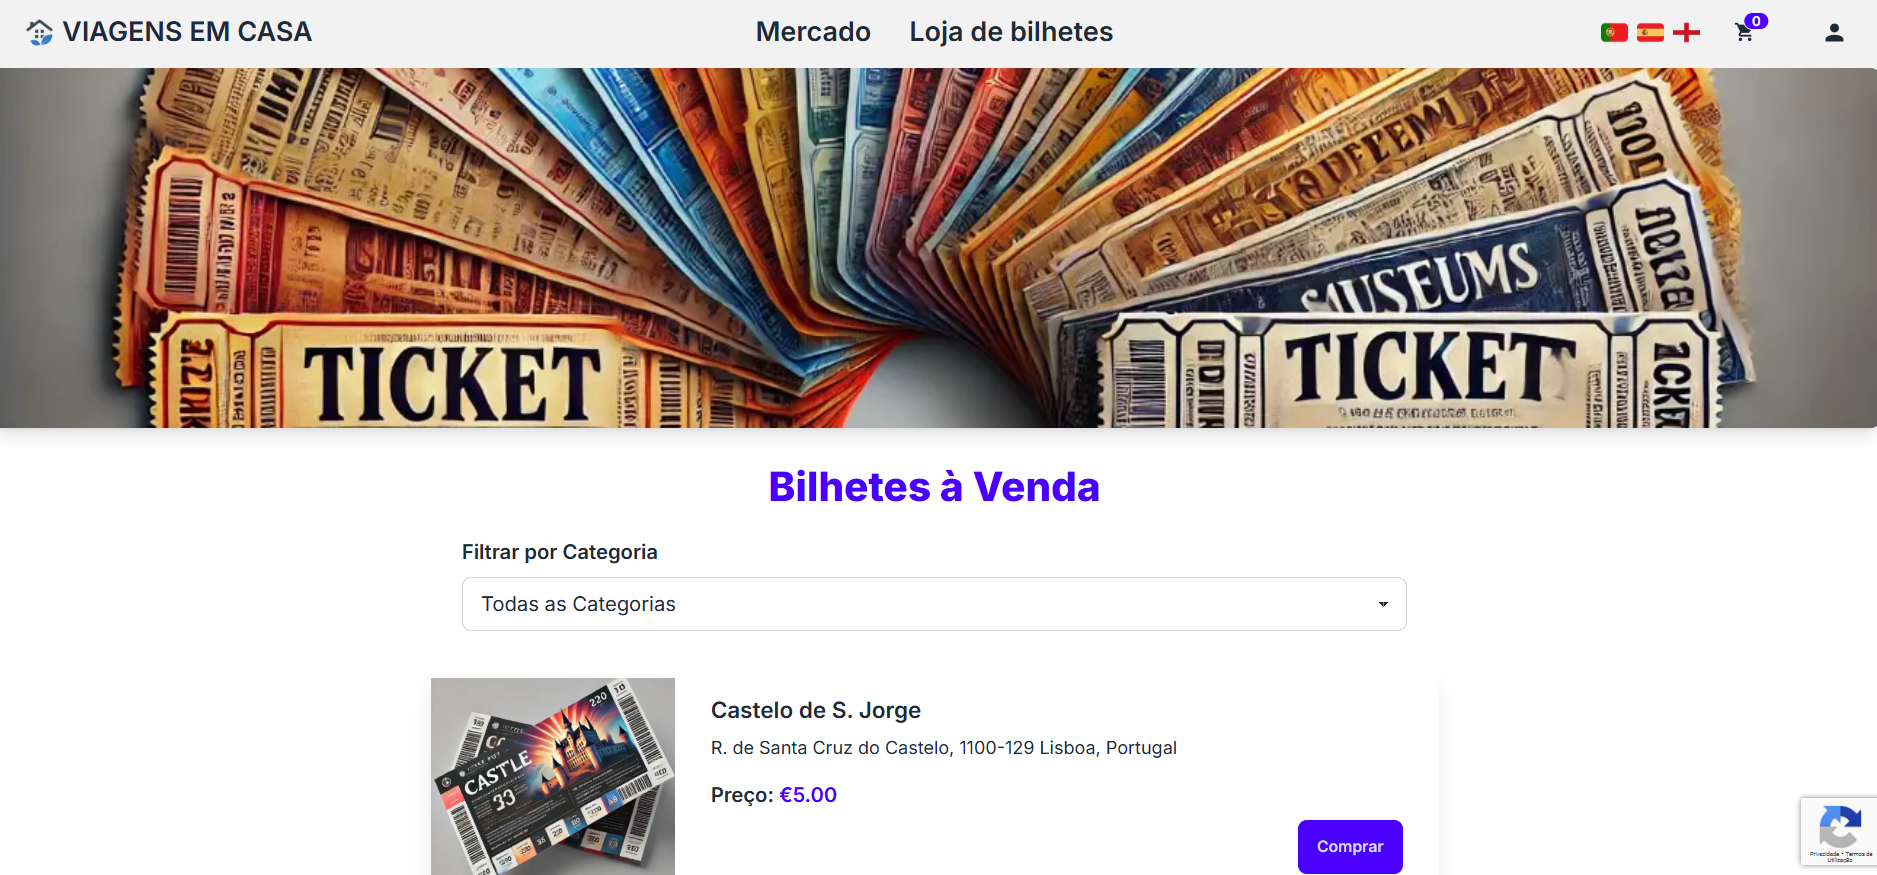 VIAGENS EM CASA
Mercado
Loja de bilhetes
0
MUSEUMS
TICKET
TICKET
Bilhetes à Venda
Filtrar por Categoria
Todas as Categorias
220
CASTLE
33
Castelo de S. Jorge
R. de Santa Cruz do Castelo, 1100-129 Lisboa, Portugal
Preço: €5.00
Comprar
Privacidade • Termos de
Utilização